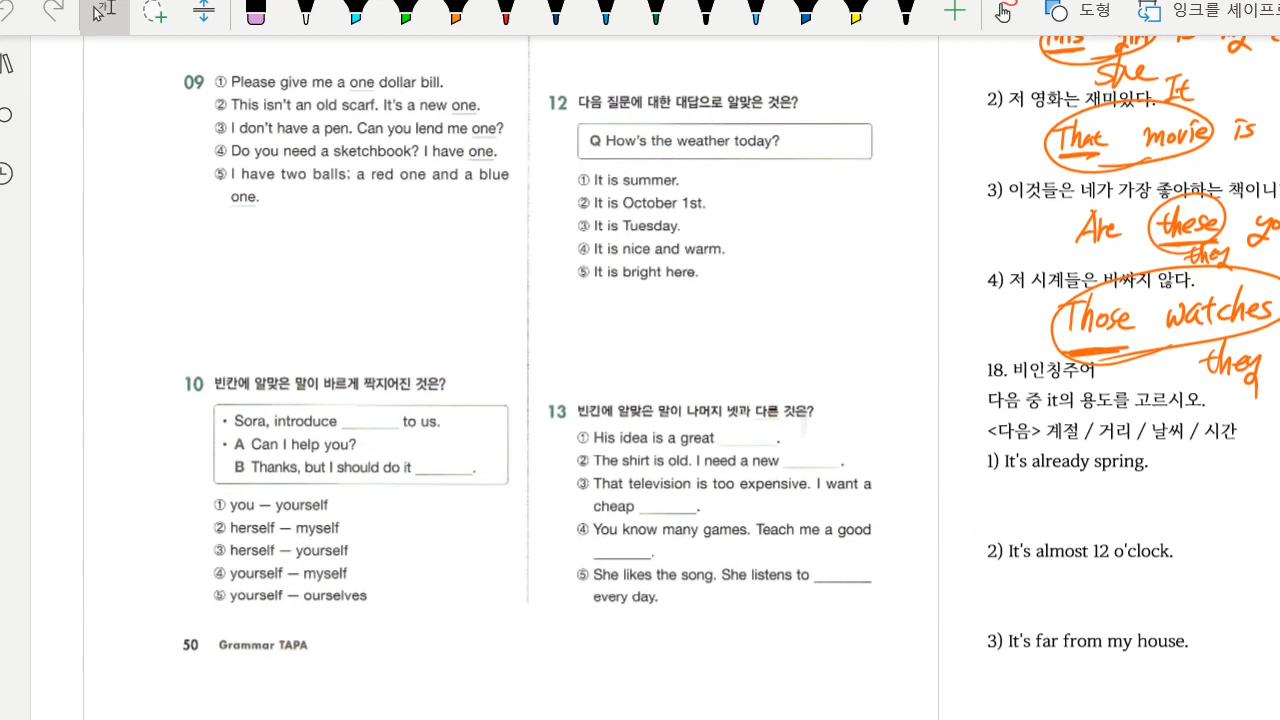 도형
잉크를 셰이프로
09 ① Please give me a one dollar bill.
② This isn't an old scarf. It's a new one.
③ I don't have a pen. Can you lend me one?
④ Do you need a sketchbook? I have one.
⑤ I have two balls; a red one and a blue
one.
10 빈칸에 알맞은 말이 바르게 짝지어진 것은?
• Sora, introduce ______ to us.
• A Can I help you?
B Thanks, but I should do it ______.
① you — yourself
② herself — myself
③ herself — yourself
④ yourself — myself
⑤ yourself — ourselves
50 Grammar TAPA
12 다음 질문에 대한 대답으로 알맞은 것은?
Q How's the weather today?
① It is summer.
② It is October 1st.
③ It is Tuesday.
④ It is nice and warm.
⑤ It is bright here.
13 빈칸에 알맞은 말이 나머지 넷과 다른 것은?
① His idea is a great ______.
② The shirt is old. I need a new ______.
③ That television is too expensive. I want a
cheap ______.
④ You know many games. Teach me a good
______.
⑤ She likes the song. She listens to ______
every day.
she
2) 저 영화는 재미있다. It
That movie is
3) 이것들은 네가 가장 좋아하는 책이니
Are these yo
they
4) 저 시계들은 비싸지 않다.
Those watches
they
18. 비인칭주어
다음 중 it의 용도를 고르시오.
<다음> 계절 / 거리 / 날씨 / 시간
1) It's already spring.
2) It's almost 12 o'clock.
3) It's far from my house.